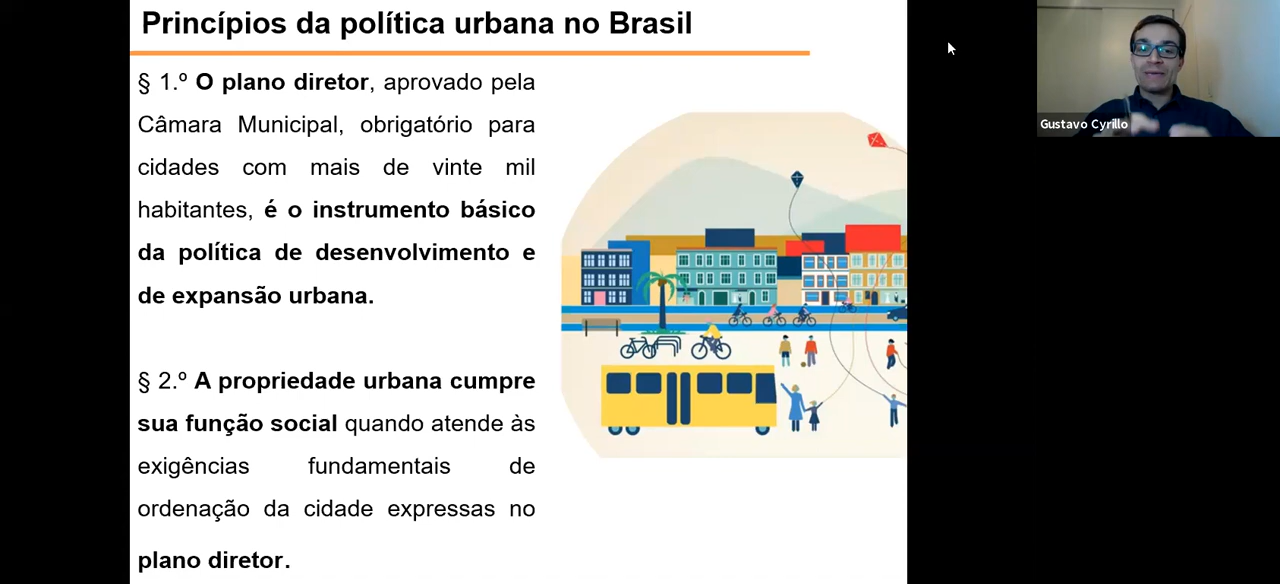 Princípios da política urbana no Brasil
§ 1.º O plano diretor, aprovado pela
Câmara Municipal, obrigatório para
cidades com mais de vinte mil
habitantes, é o instrumento básico
da política de desenvolvimento e
de expansão urbana.
§ 2.º A propriedade urbana cumpre
sua função social quando atende às
exigências fundamentais de
ordenação da cidade expressas no
plano diretor.
Gustavo Cyrillo